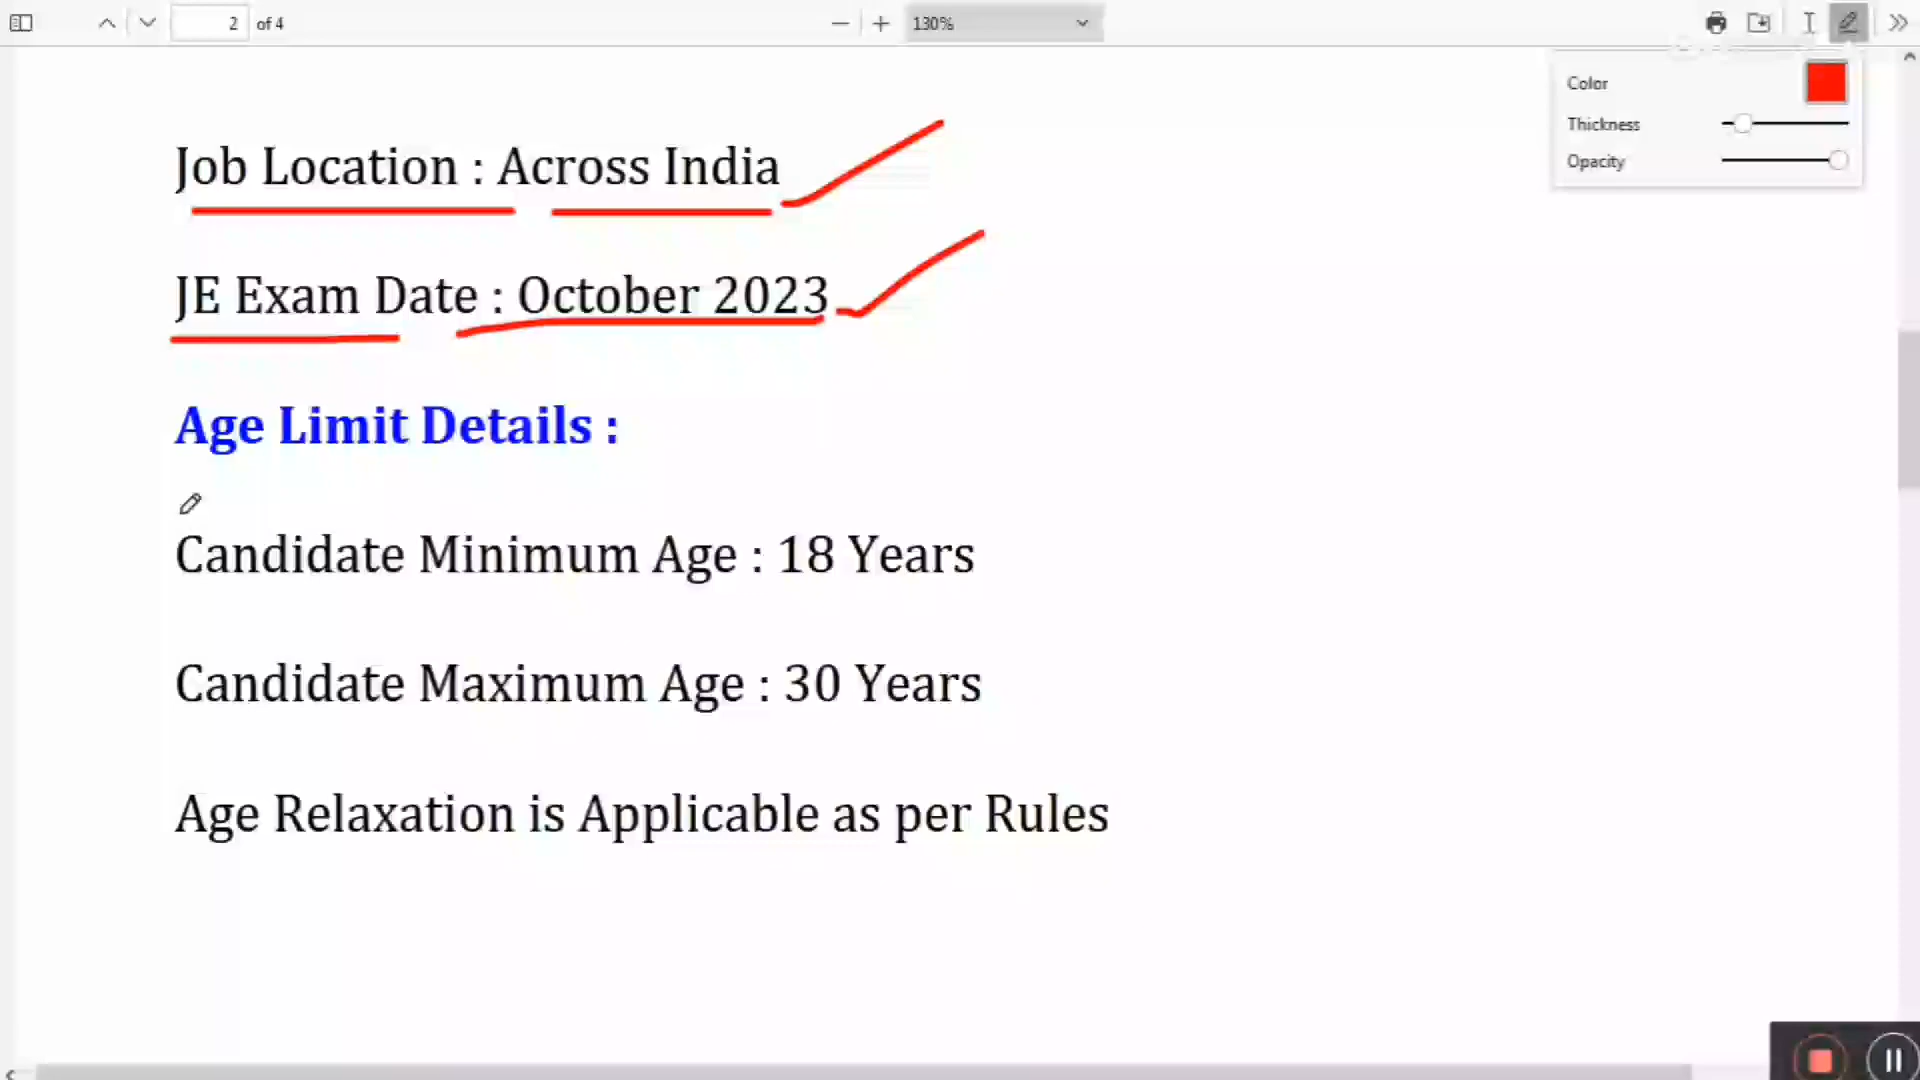 2 of 4
130%
Color
Thickness
Opacity
Job Location : Across India
JE Exam Date : October 2023
Age Limit Details :
Candidate Minimum Age : 18 Years
Candidate Maximum Age : 30 Years
Age Relaxation is Applicable as per Rules